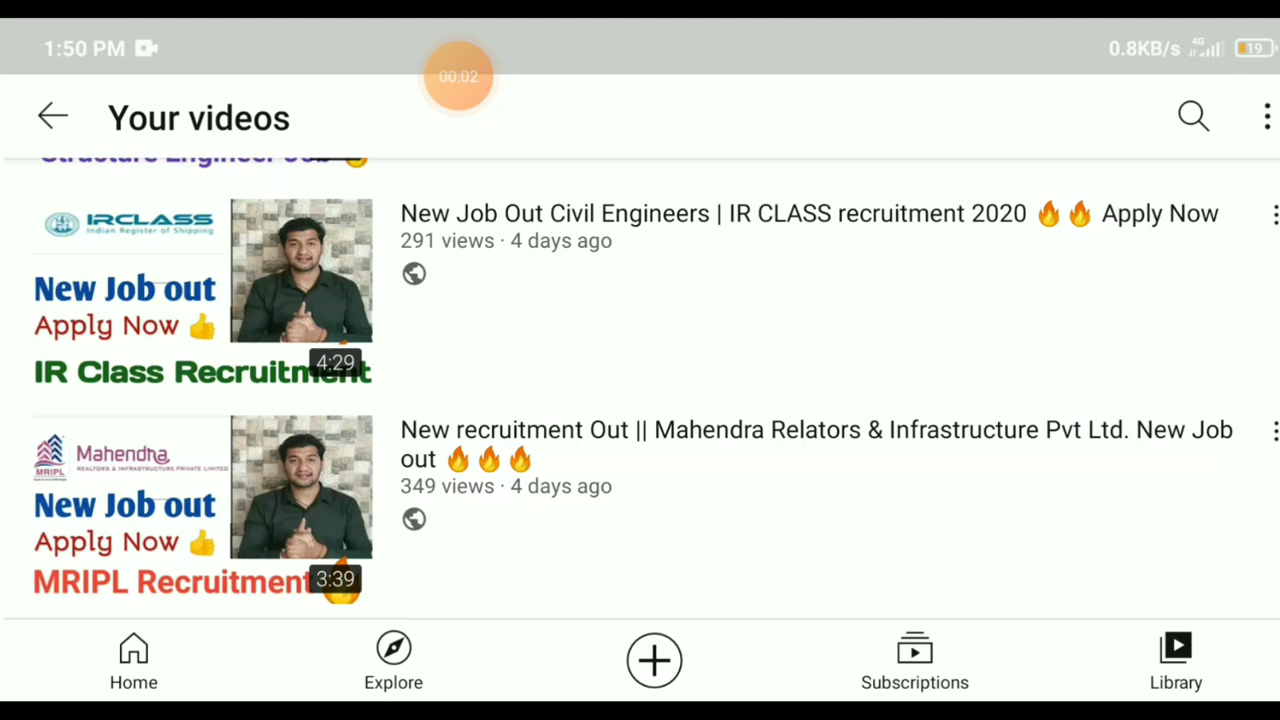 1:50 PM
00:02
0.8KB/s 4G 19
Your videos
Structure Engineer Job
IRCLASS
Indian Register of Shipping
New Job out
Apply Now 👍
IR Class Recruitment
4:29
New Job Out Civil Engineers | IR CLASS recruitment 2020 🔥🔥 Apply Now
291 views · 4 days ago
MRIPL
Mahendra
REALTORS & INFRASTRUCTURE PRIVATE LIMITED
New Job out
Apply Now 👍
MRIPL Recruitment
3:39
New recruitment Out || Mahendra Relators & Infrastructure Pvt Ltd. New Job
out 🔥🔥🔥
349 views · 4 days ago
Home
Explore
Subscriptions
Library